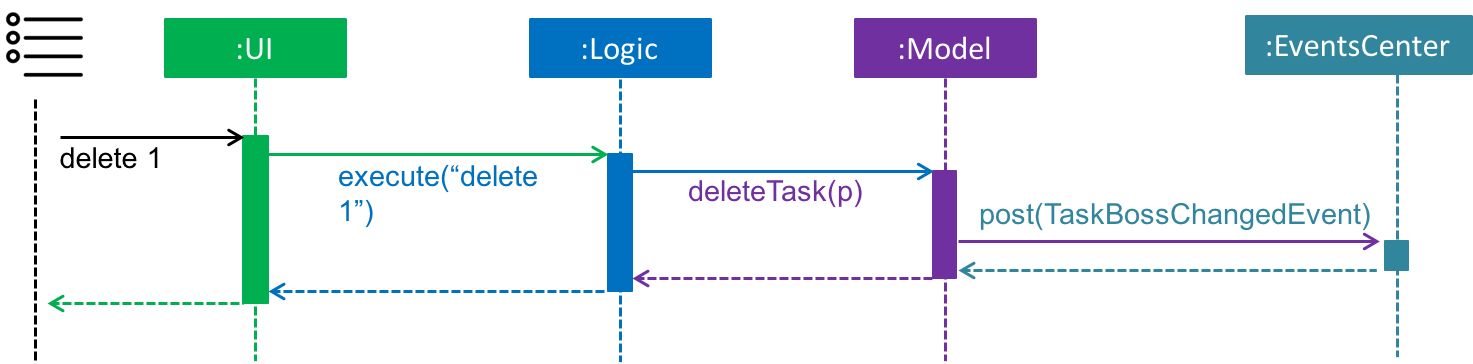 :UI
:Logic
:Model
:EventsCenter
delete 1
execute(“delete
1”)
deleteTask(p)
post(TaskBossChangedEvent)